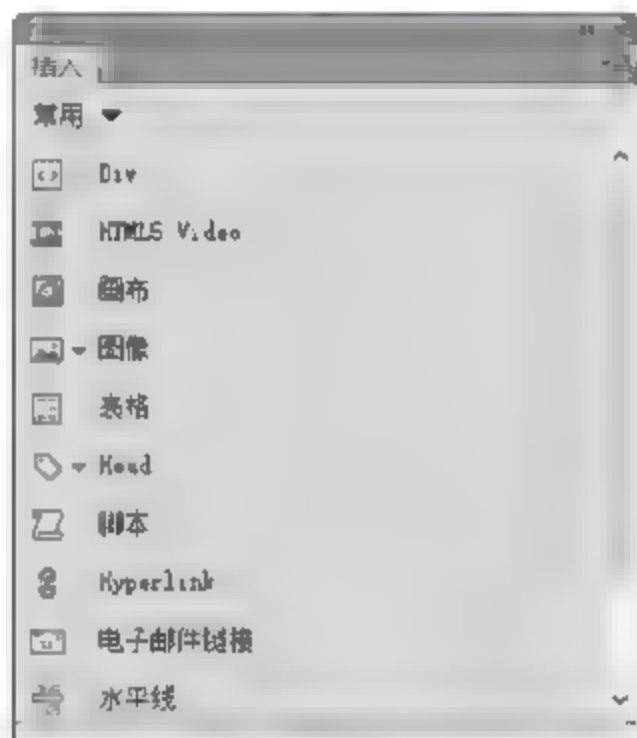 插入
常用
Div
HTML5 Video
画布
图像
表格
Head
脚本
Hyperlink
电子邮件链接
水平线